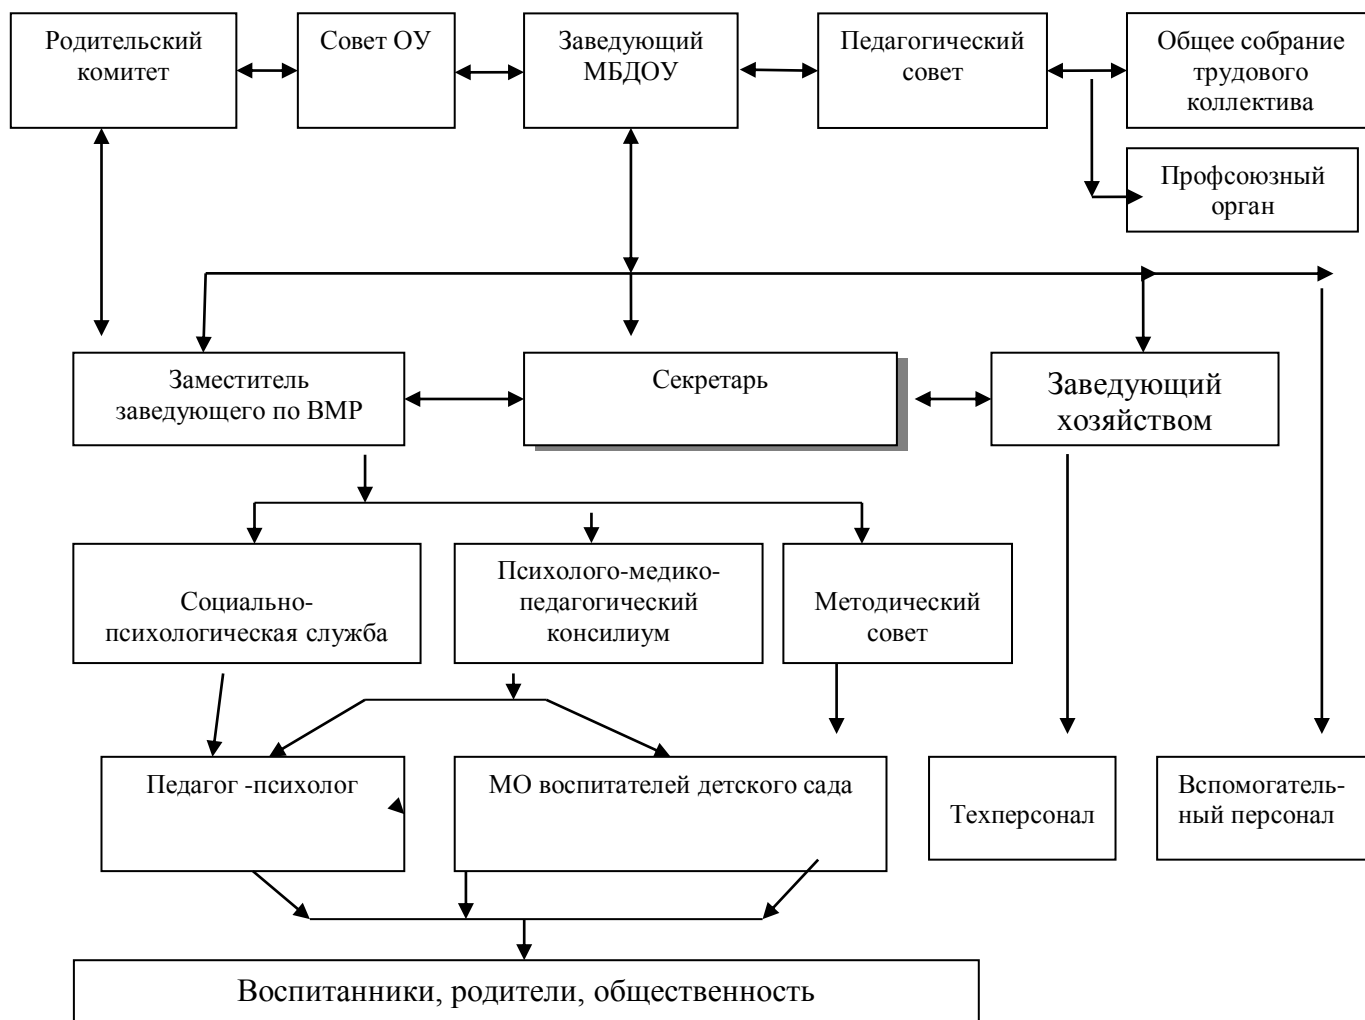 Родительский
комитет
Совет ОУ
Заведующий
МБДОУ
Педагогический
совет
Общее собрание
трудового
коллектива
Профсоюзный
орган
Заместитель
заведующего по ВМР
Секретарь
Заведующий
хозяйством
Социально-
психологическая служба
Психолого-медико-
педагогический
консилиум
Методический
совет
Педагог -психолог
МО воспитателей детского сада
Техперсонал
Вспомогатель-
ный персонал
Воспитанники, родители, общественность